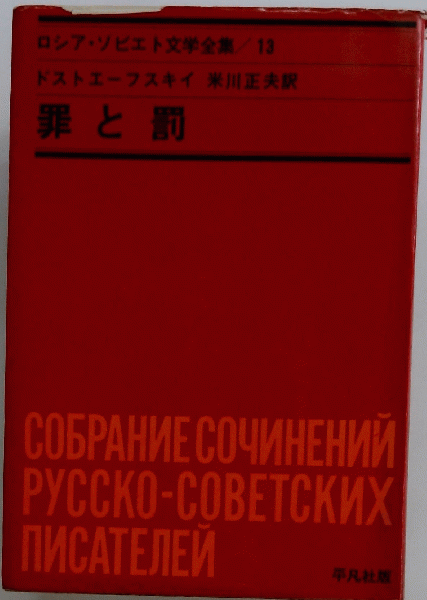 ロシア・ソビエト文学全集/13
ドストエーフスキイ 米川正夫訳
罪と罰
СОБРАНИЕ СОЧИНЕНИЙ
РУССКО-СОВЕТСКИХ
ПИСАТЕЛЕЙ
平凡社版